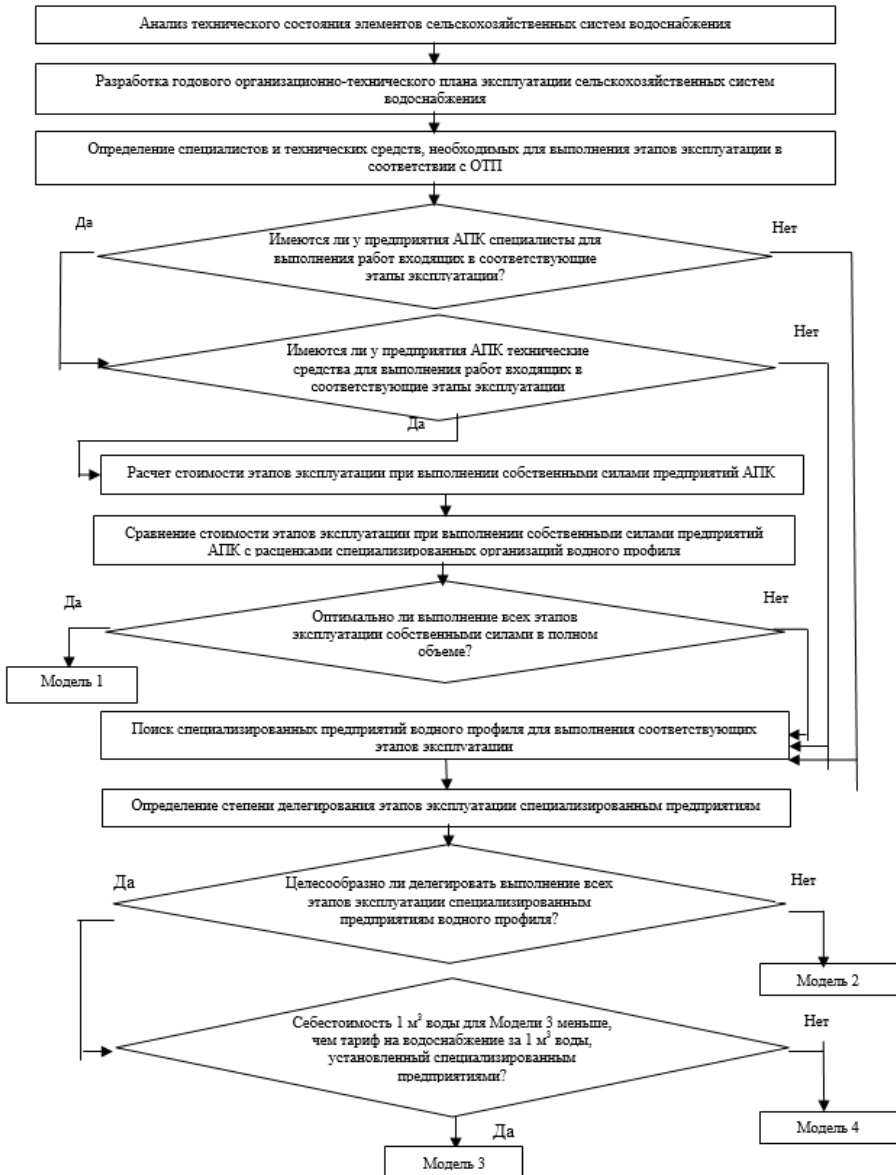 Анализ технического состояния элементов сельскохозяйственных систем водоснабжения
Разработка годового организационно-технического плана эксплуатации сельскохозяйственных систем
водоснабжения
Определение специалистов и технических средств, необходимых для выполнения этапов эксплуатации в
соответствии с ОТП
Да
Нет
Имеются ли у предприятия АПК специалисты для
выполнения работ входящих в соответствующие
этапы эксплуатации?
Нет
Имеются ли у предприятия АПК технические
средства для выполнения работ входящих в
соответствующие этапы эксплуатации
Да
Расчет стоимости этапов эксплуатации при выполнении собственными силами предприятий АПК
Сравнение стоимости этапов эксплуатации при выполнении собственными силами предприятий
АПК с расценками специализированных организаций водного профиля
Да
Нет
Оптимально ли выполнение всех этапов
эксплуатации собственными силами в полном
объеме?
Модель 1
Поиск специализированных предприятий водного профиля для выполнения соответствующих
этапов эксплуатации
Определение степени делегирования этапов эксплуатации специализированным предприятиям
Да
Нет
Целесообразно ли делегировать выполнение всех
этапов эксплуатации специализированным
предприятиям водного профиля?
Модель 2
Себестоимость 1 м³ воды для Модели 3 меньше,
чем тариф на водоснабжение за 1 м³ воды,
установленный специализированным
предприятиями?
Нет
Модель 4
Да
Модель 3